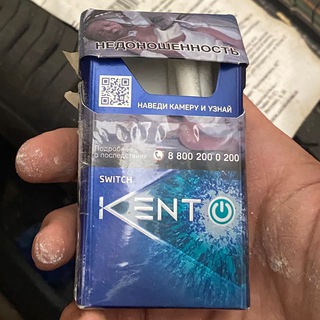 НЕДОНОШЕННОСТЬ
НАВЕДИ КАМЕРУ И УЗНАЙ
Подробнее
о последствиях
8 800 200 0 200
SWITCH
KENT